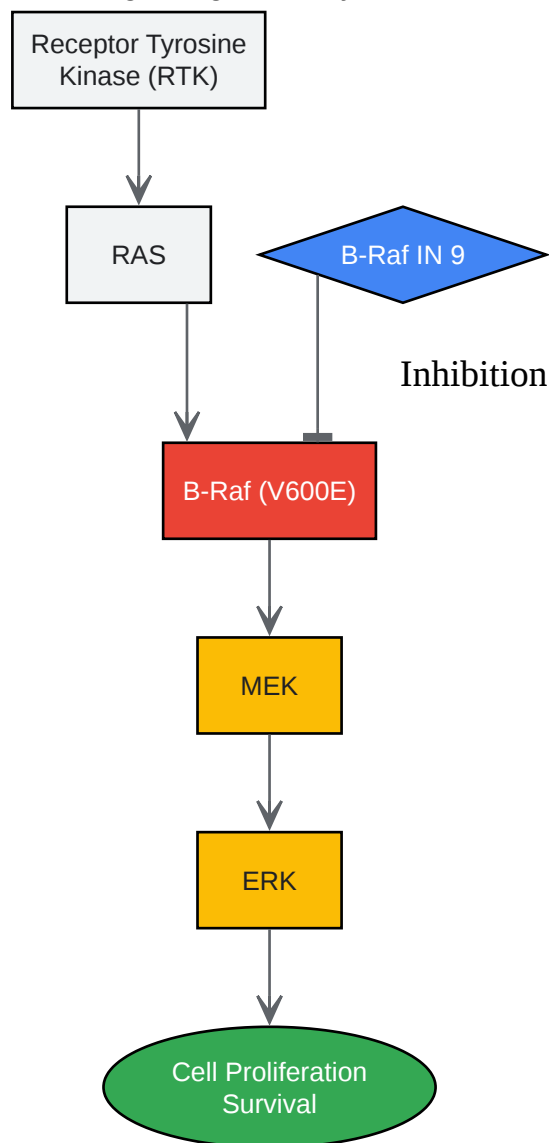 Receptor Tyrosine
Kinase (RTK)
RAS
B-Raf IN 9
Inhibition
B-Raf (V600E)
MEK
ERK
Cell Proliferation
Survival